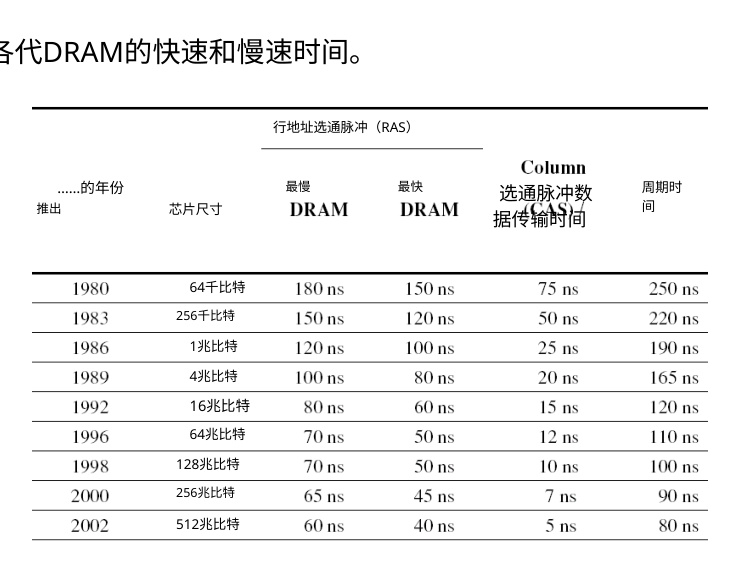 各代DRAM的快速和慢速时间。
行地址选通脉冲（RAS）
Column
......的年份
推出
芯片尺寸
最慢
DRAM
最快
DRAM
选通脉冲数
(CAS) /
据传输时间
周期时
间
1980 64千比特 180 ns 150 ns 75 ns 250 ns
1983 256千比特 150 ns 120 ns 50 ns 220 ns
1986 1兆比特 120 ns 100 ns 25 ns 190 ns
1989 4兆比特 100 ns 80 ns 20 ns 165 ns
1992 16兆比特 80 ns 60 ns 15 ns 120 ns
1996 64兆比特 70 ns 50 ns 12 ns 110 ns
1998 128兆比特 70 ns 50 ns 10 ns 100 ns
2000 256兆比特 65 ns 45 ns 7 ns 90 ns
2002 512兆比特 60 ns 40 ns 5 ns 80 ns